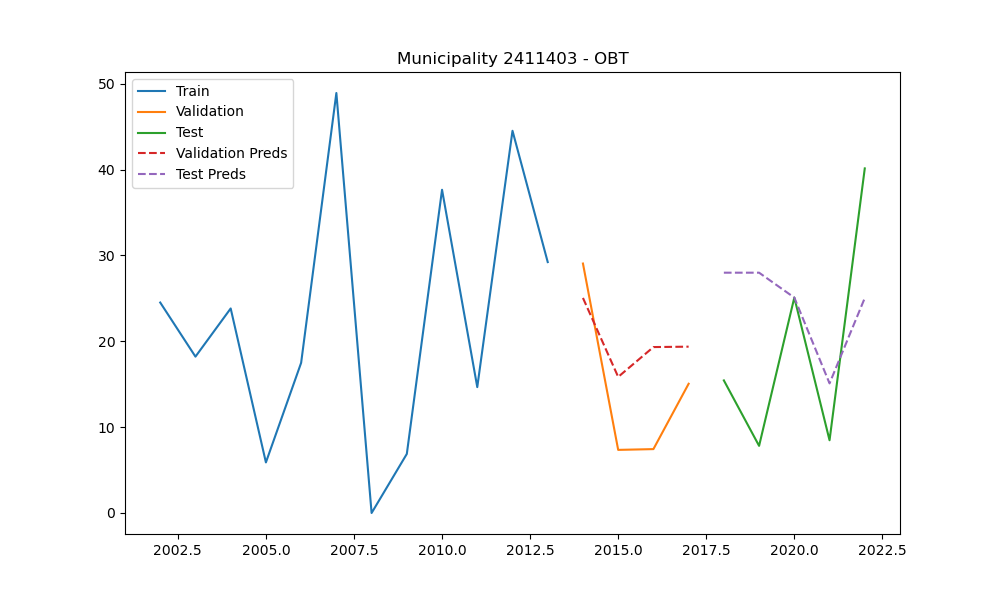 Municipality 2411403 - OBT
Train
Validation
Test
Validation Preds
Test Preds
50
40
30
20
10
0
2002.5 2005.0 2007.5 2010.0 2012.5 2015.0 2017.5 2020.0 2022.5